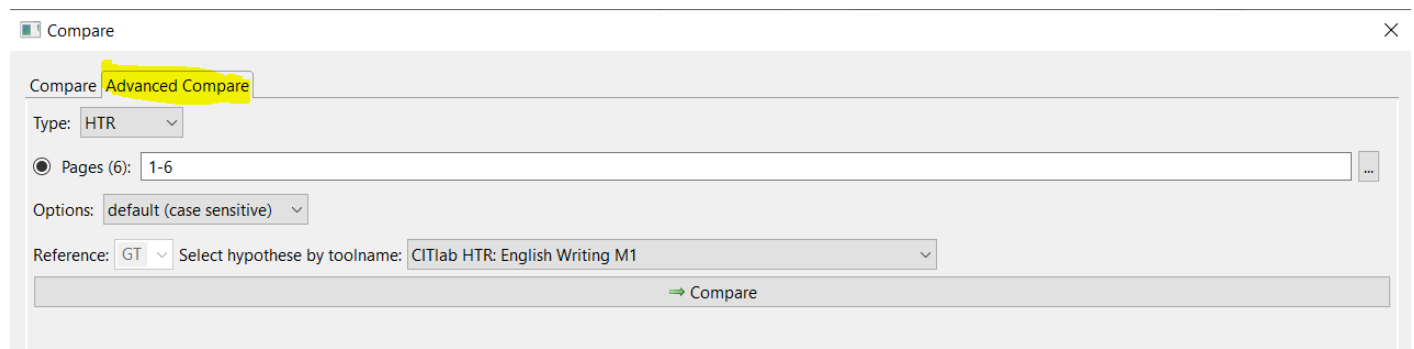 Compare
Compare Advanced Compare
Type: HTR
Pages (6): 1-6 ...
Options: default (case sensitive)
Reference: GT Select hypothese by toolname: CITlab HTR: English Writing M1
⇒ Compare